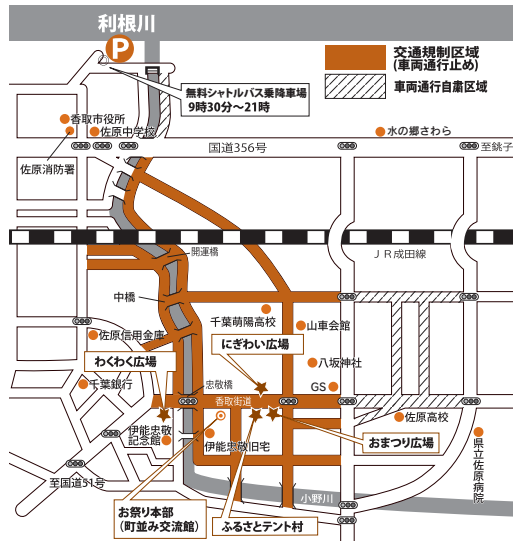 利根川
P
交通規制区域
(車両通行止め)
車両通行自粛区域
無料シャトルバス乗降車場
9時30分〜21時
香取市役所
佐原中学校
水の郷さわら
佐原消防署
国道356号
至銚子
開運橋
JR成田線
中橋
千葉萌陽高校
山車会館
佐原信用金庫
にぎわい広場
わくわく広場
八坂神社
千葉銀行
忠敬橋
GS
香取街道
佐原高校
伊能忠敬
記念館
伊能忠敬旧宅
おまつり広場
県立佐原病院
至国道51号
お祭り本部
(町並み交流館)
ふるさとテント村
小野川